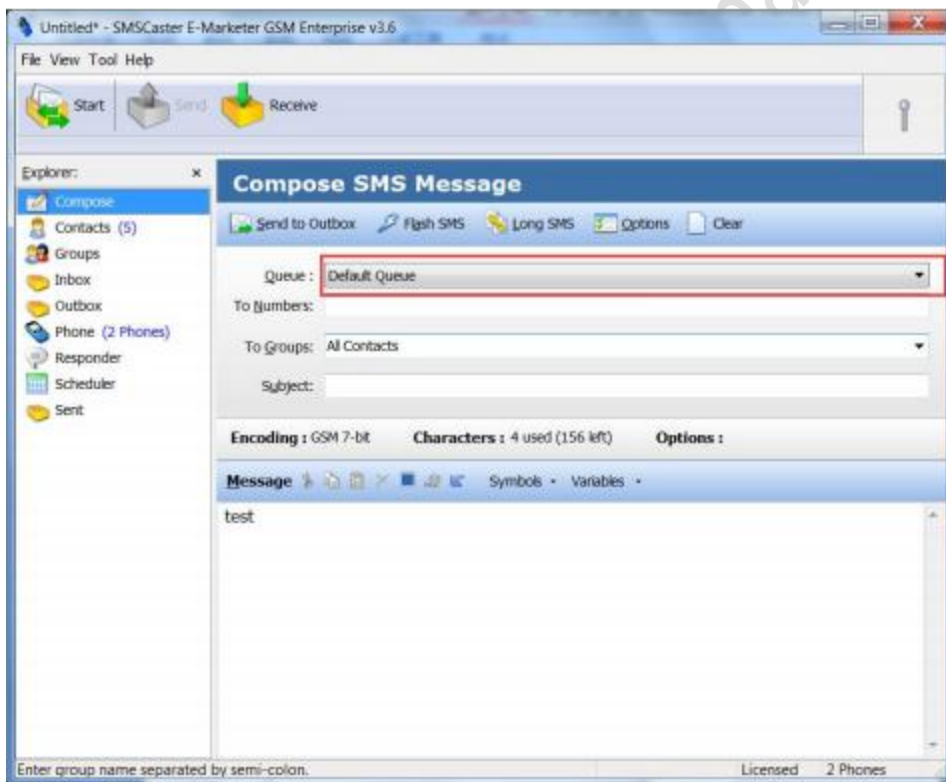 Untitled* - SMSCaster E-Marketer GSM Enterprise v3.6
File View Tool Help
Start Send Receive
Explorer: ×
Compose
Contacts (5)
Groups
Inbox
Outbox
Phone (2 Phones)
Responder
Scheduler
Sent
Compose SMS Message
Send to Outbox Flash SMS Long SMS Options Clear
Queue : Default Queue
To Numbers:
To Groups: All Contacts
Subject:
Encoding : GSM 7-bit Characters : 4 used (156 left) Options :
Message Symbols Variables
test
Enter group name separated by semi-colon. Licensed 2 Phones